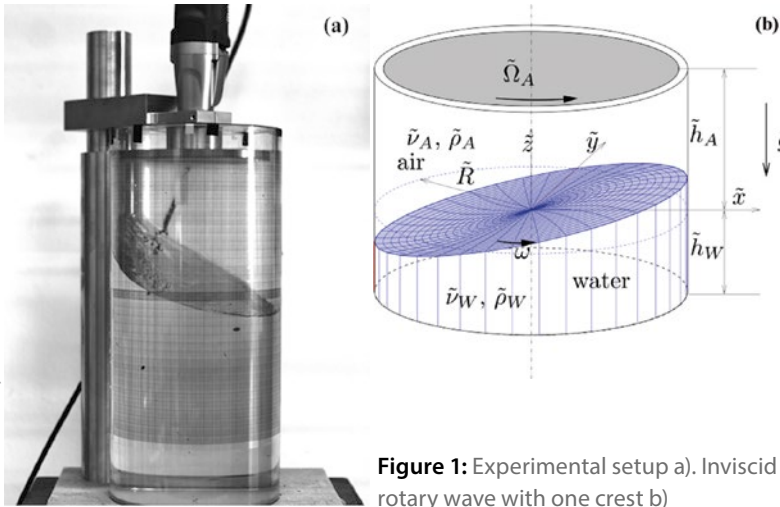 (a)
(b)
Ω̃_A
ν̃_A, ρ̃_A
z̃
ỹ
h̃_A
air
R̃
x̃
ω
h̃_W
water
ν̃_W, ρ̃_W
Figure 1: Experimental setup a). Inviscid
rotary wave with one crest b)